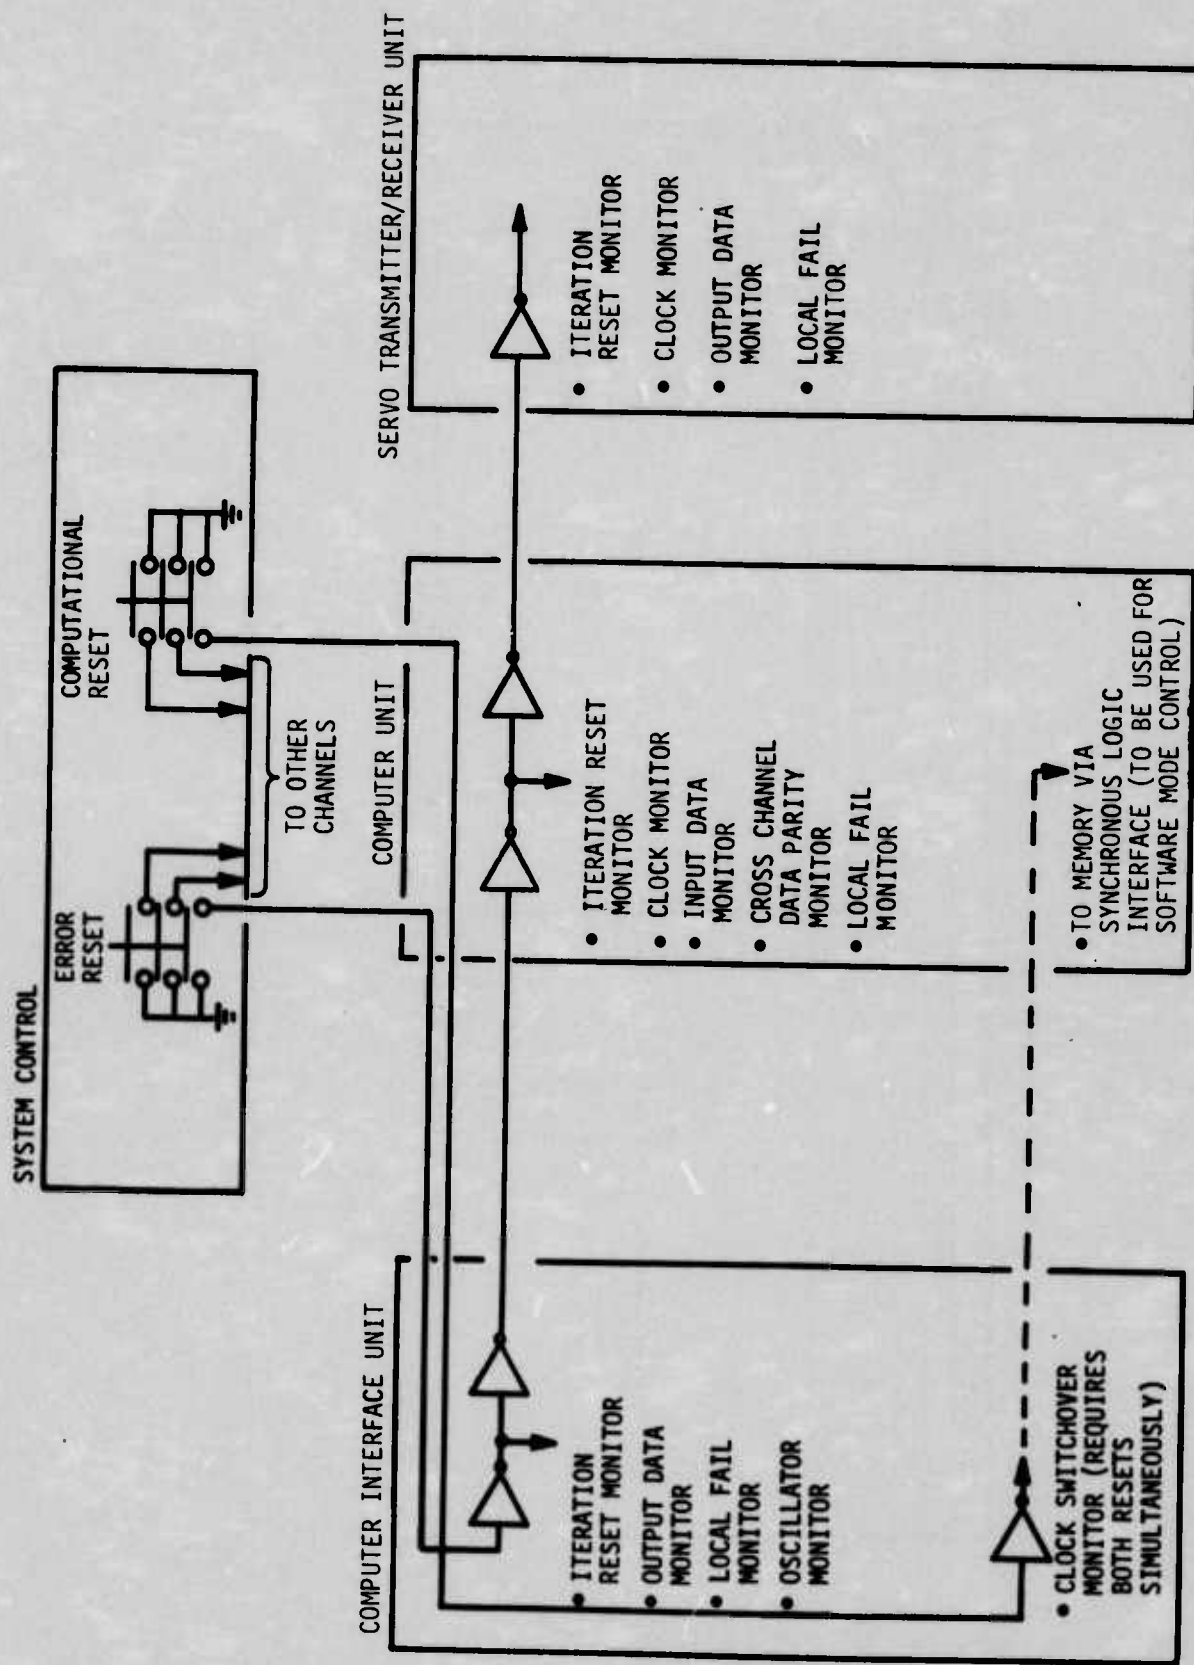 SYSTEM CONTROL
ERROR
RESET
COMPUTATIONAL
RESET
TO OTHER
CHANNELS
COMPUTER INTERFACE UNIT
• ITERATION
RESET MONITOR
• OUTPUT DATA
MONITOR
• LOCAL FAIL
MONITOR
• OSCILLATOR
MONITOR
• CLOCK SWITCHOVER
MONITOR (REQUIRES
BOTH RESETS
SIMULTANEOUSLY)
COMPUTER UNIT
• ITERATION RESET
MONITOR
• CLOCK MONITOR
• INPUT DATA
MONITOR
• CROSS CHANNEL
DATA PARITY
MONITOR
• LOCAL FAIL
MONITOR
• TO MEMORY VIA
SYNCHRONOUS LOGIC
INTERFACE (TO BE USED FOR
SOFTWARE MODE CONTROL)
SERVO TRANSMITTER/RECEIVER UNIT
• ITERATION
RESET MONITOR
• CLOCK MONITOR
• OUTPUT DATA
MONITOR
• LOCAL FAIL
MONITOR